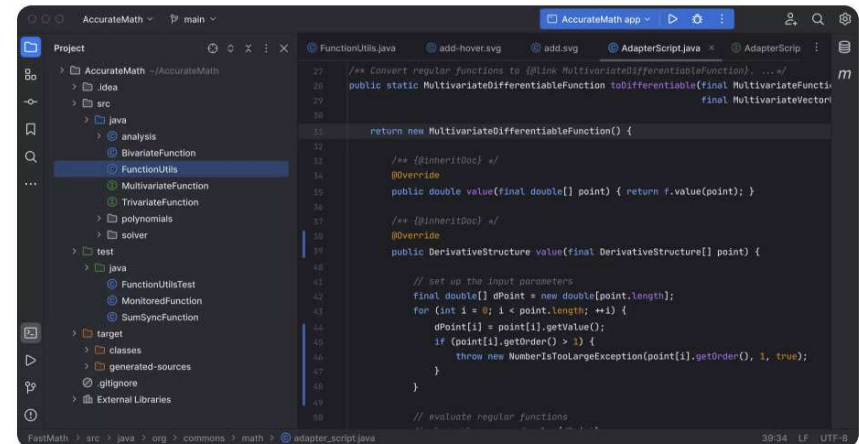 AccurateMath
main
AccurateMath app
Project
FunctionUtils.java
add-hover.svg
add.svg
AdapterScript.java
AdapterScrip
m
AccurateMath ~/AccurateMath
.idea
src
java
analysis
BivariateFunction
FunctionUtils
MultivariateFunction
TrivariateFunction
polynomials
solver
test
java
FunctionUtilsTest
MonitoredFunction
SumSyncFunction
target
classes
generated-sources
.gitignore
External Libraries
27 /** Convert regular functions to {@link MultivariateDifferentiableFunction}. ...*/
28 public static MultivariateDifferentiableFunction toDifferentiable(final MultivariateFuncti
29 final MultivariateVector
30
31 return new MultivariateDifferentiableFunction() {
32
33 /** {@inheritDoc} */
34 @Override
35 public double value(final double[] point) { return f.value(point); }
36
37 /** {@inheritDoc} */
38 @Override
39 public DerivativeStructure value(final DerivativeStructure[] point) {
40
41 // set up the input parameters
42 final double[] dPoint = new double[point.length];
43 for (int i = 0; i < point.length; ++i) {
44 dPoint[i] = point[i].getValue();
45 if (point[i].getOrder() > 1) {
46 throw new NumberIsTooLargeException(point[i].getOrder(), 1, true);
47 }
48 }
49
50 // evaluate regular functions
FastMath > src > java > org > commons > math > adapter_script.java
39:34 LF UTF-8